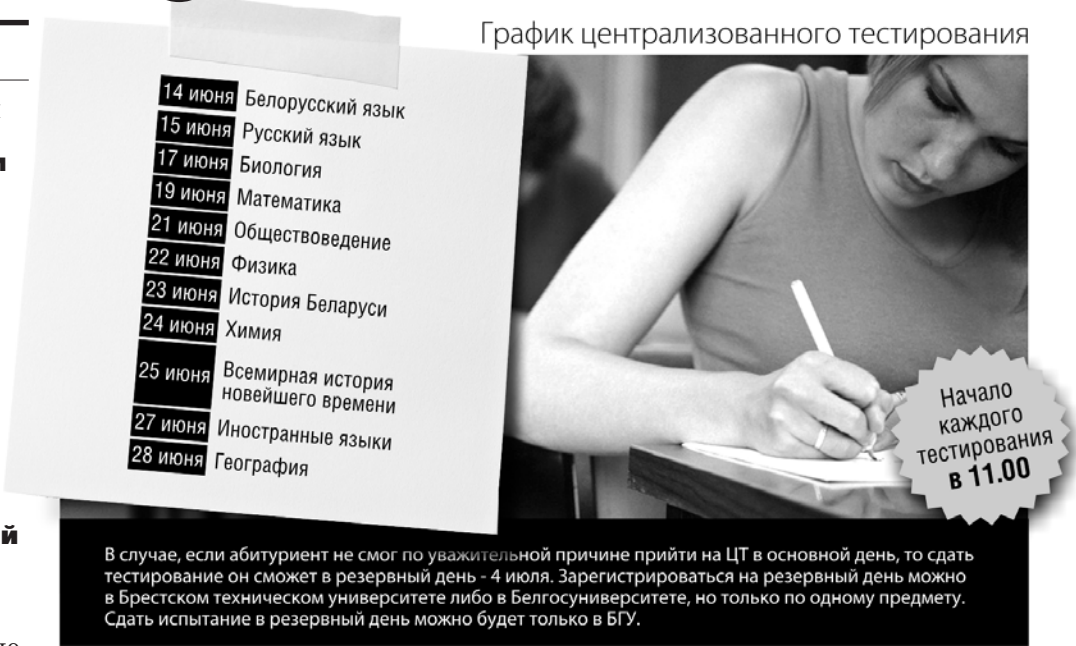 График централизованного тестирования
14 июня Белорусский язык
15 июня Русский язык
17 июня Биология
19 июня Математика
21 июня Обществоведение
22 июня Физика
23 июня История Беларуси
24 июня Химия
25 июня Всемирная история
новейшего времени
27 июня Иностранные языки
28 июня География
Начало
каждого
тестирования
в 11.00
В случае, если абитуриент не смог по уважительной причине прийти на ЦТ в основной день, то сдать
тестирование он сможет в резервный день - 4 июля. Зарегистрироваться на резервный день можно
в Брестском техническом университете либо в Белгосуниверситете, но только по одному предмету.
Сдать испытание в резервный день можно будет только в БГУ.